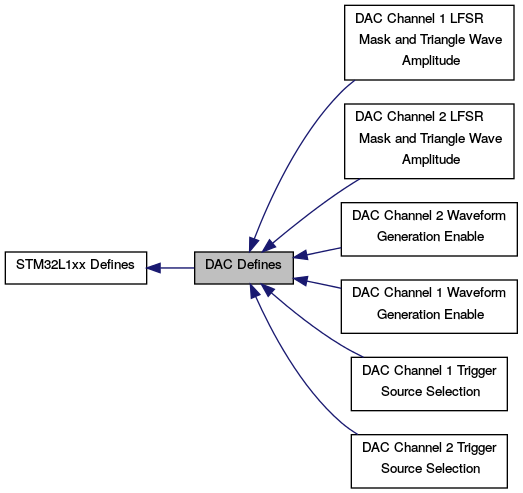 DAC Channel 1 LFSR
Mask and Triangle Wave
Amplitude
DAC Channel 2 LFSR
Mask and Triangle Wave
Amplitude
DAC Channel 2 Waveform
Generation Enable
STM32L1xx Defines
DAC Defines
DAC Channel 1 Waveform
Generation Enable
DAC Channel 1 Trigger
Source Selection
DAC Channel 2 Trigger
Source Selection